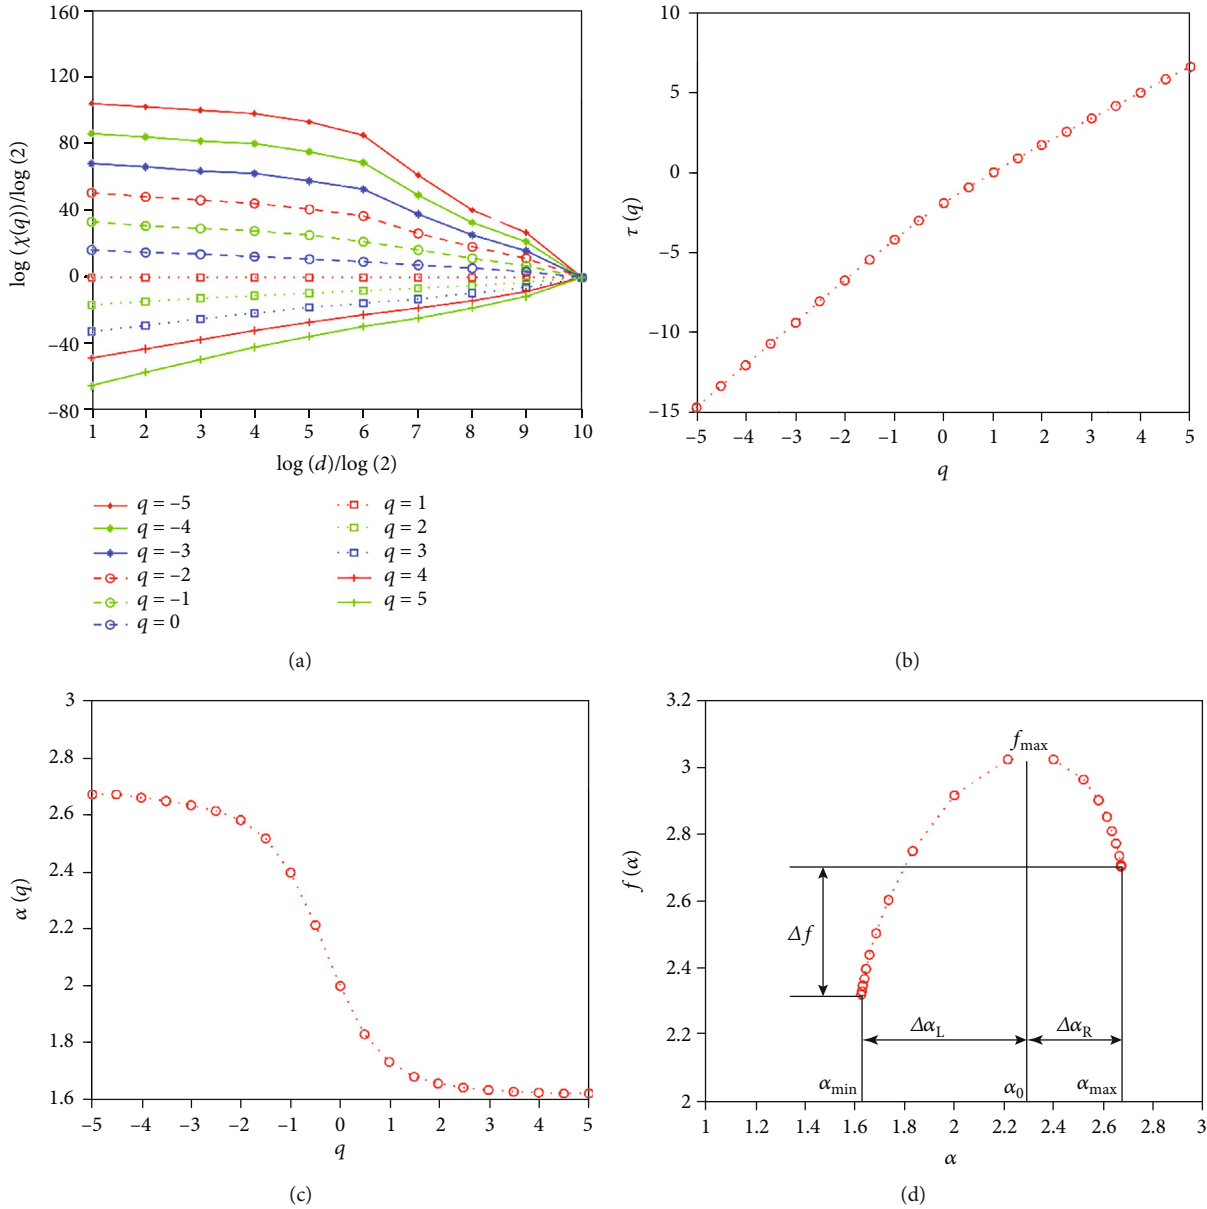 160
120
80
40
0
–40
–80
log (χ(q))/log (2)
1 2 3 4 5 6 7 8 9 10
log (d)/log (2)
q = –5
q = –4
q = –3
q = –2
q = –1
q = 0
q = 1
q = 2
q = 3
q = 4
q = 5
(a)
10
5
0
–5
–10
–15
τ (q)
–5 –4 –3 –2 –1 0 1 2 3 4 5
q
(b)
3
2.8
2.6
2.4
2.2
2
1.8
1.6
α (q)
–5 –4 –3 –2 –1 0 1 2 3 4 5
q
(c)
3.2
3
2.8
2.6
2.4
2.2
2
f (α)
fmax
Δf
ΔαL ΔαR
αmin α0 αmax
1 1.2 1.4 1.6 1.8 2 2.2 2.4 2.6 2.8 3
α
(d)